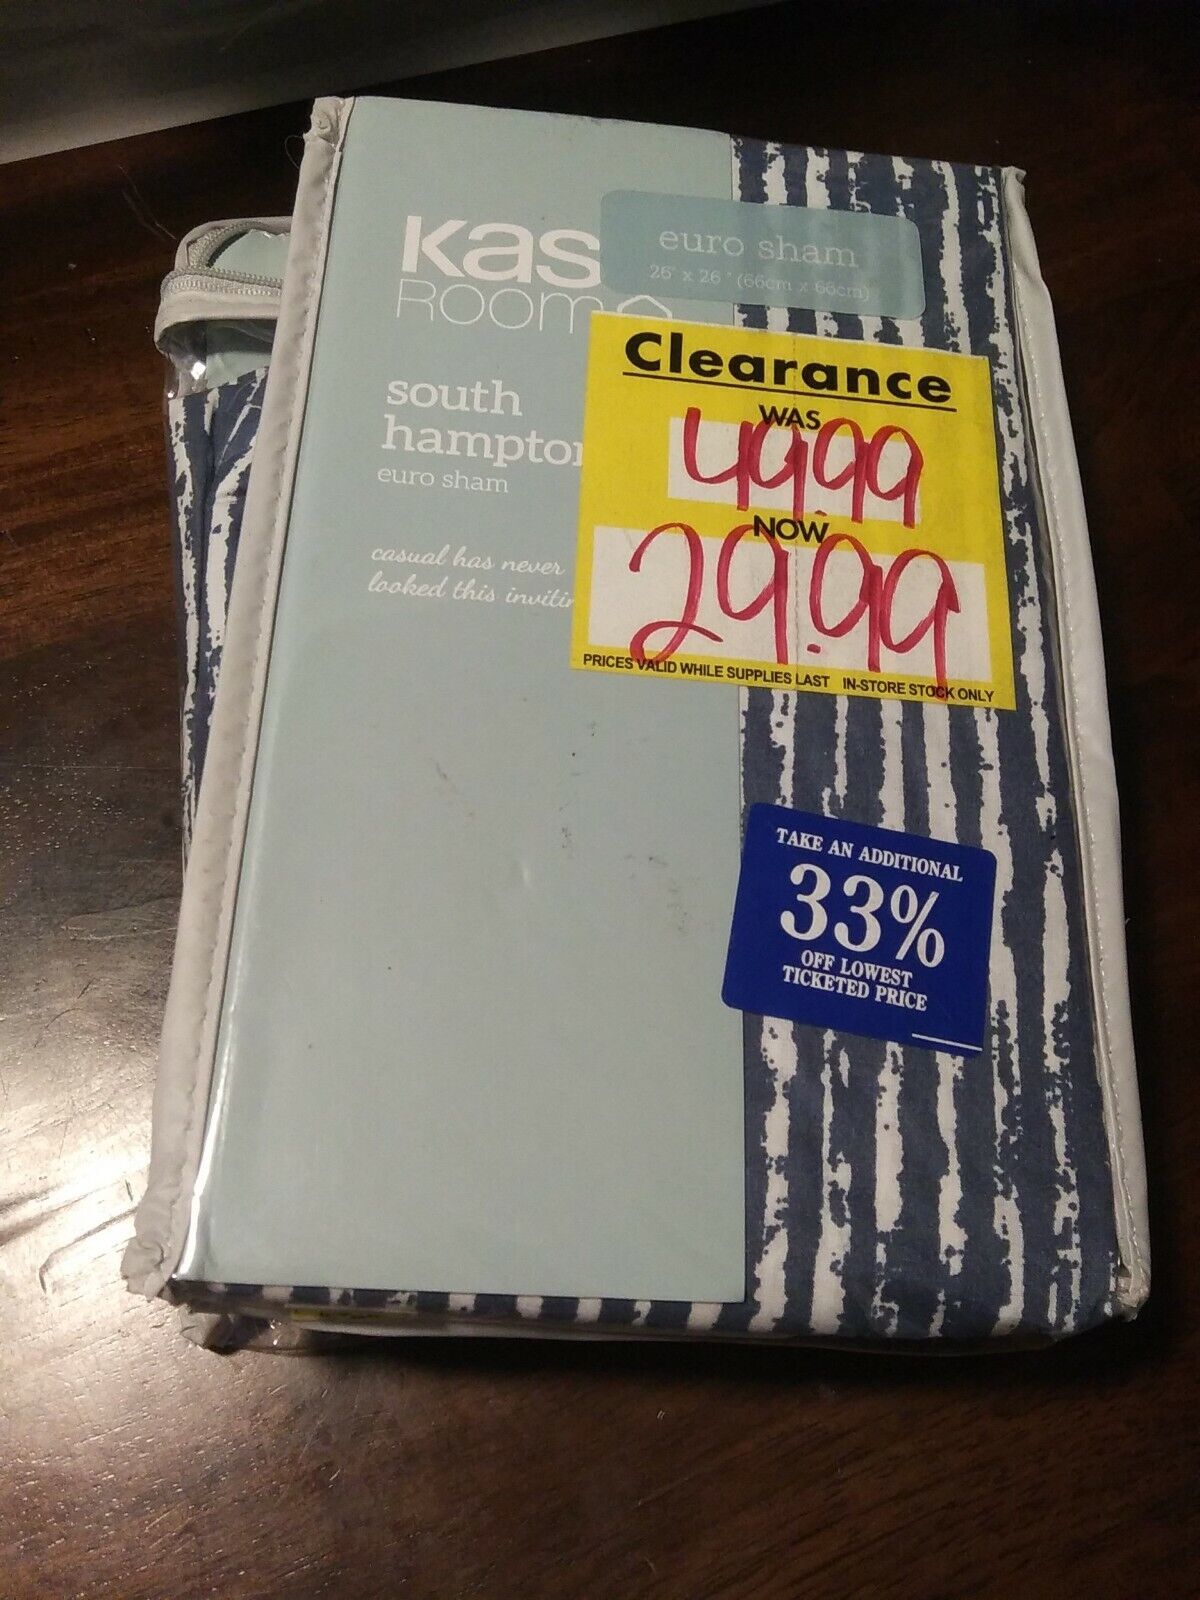 Kas
ROOM
euro sham
26" x 26" (66cm x 66cm)
south
hampton
euro sham
casual has never
looked this inviti
Clearance
WAS
49.99
NOW
29.99
PRICES VALID WHILE SUPPLIES LAST IN-STORE STOCK ONLY
TAKE AN ADDITIONAL
33%
OFF LOWEST
TICKETED PRICE